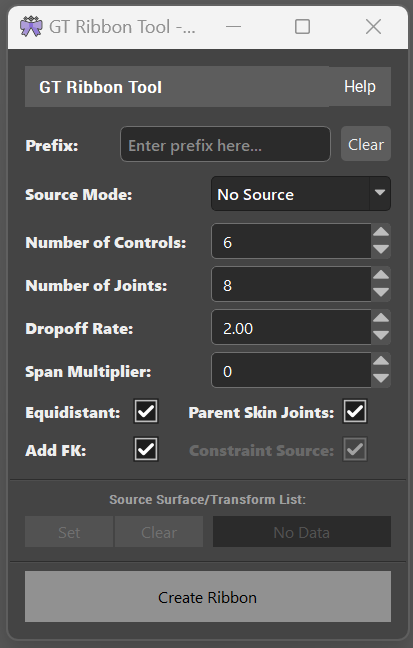 GT Ribbon Tool -...
GT Ribbon Tool Help
Prefix: Enter prefix here... Clear
Source Mode: No Source
Number of Controls: 6
Number of Joints: 8
Dropoff Rate: 2.00
Span Multiplier: 0
Equidistant: Parent Skin Joints:
Add FK: Constraint Source:
Source Surface/Transform List:
Set Clear No Data
Create Ribbon